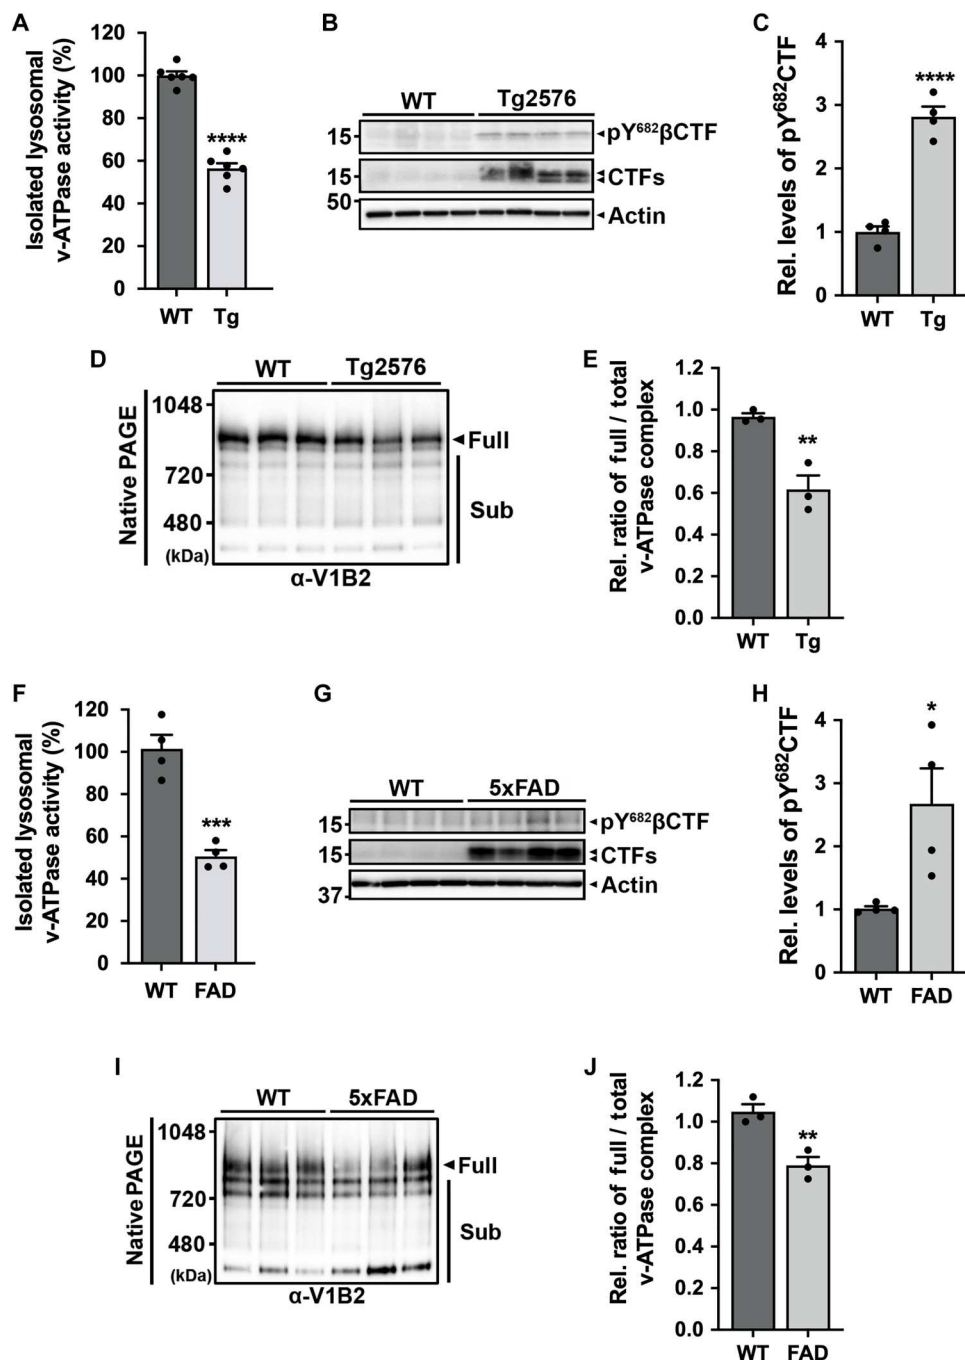 A
Isolated lysosomal
v-ATPase activity (%)
120
100
80
60
40
20
0
****
WT
Tg
B
WT
Tg2576
15
pY⁶⁸²βCTF
15
CTFs
50
Actin
C
Rel. levels of pY⁶⁸²CTF
4
3
2
1
0
****
WT
Tg
D
WT
Tg2576
Native PAGE
1048
720
480
(kDa)
Full
Sub
α-V1B2
E
Rel. ratio of full / total
v-ATPase complex
1.2
1.0
0.8
0.6
0.4
0.2
0.0
**
WT
Tg
F
Isolated lysosomal
v-ATPase activity (%)
120
100
80
60
40
20
0
***
WT
FAD
G
WT
5xFAD
15
pY⁶⁸²βCTF
15
CTFs
37
Actin
H
Rel. levels of pY⁶⁸²CTF
4
3
2
1
0
*
WT
FAD
I
WT
5xFAD
Native PAGE
1048
720
480
(kDa)
Full
Sub
α-V1B2
J
Rel. ratio of full / total
v-ATPase complex
1.2
1.0
0.8
0.6
0.4
0.2
0.0
**
WT
FAD